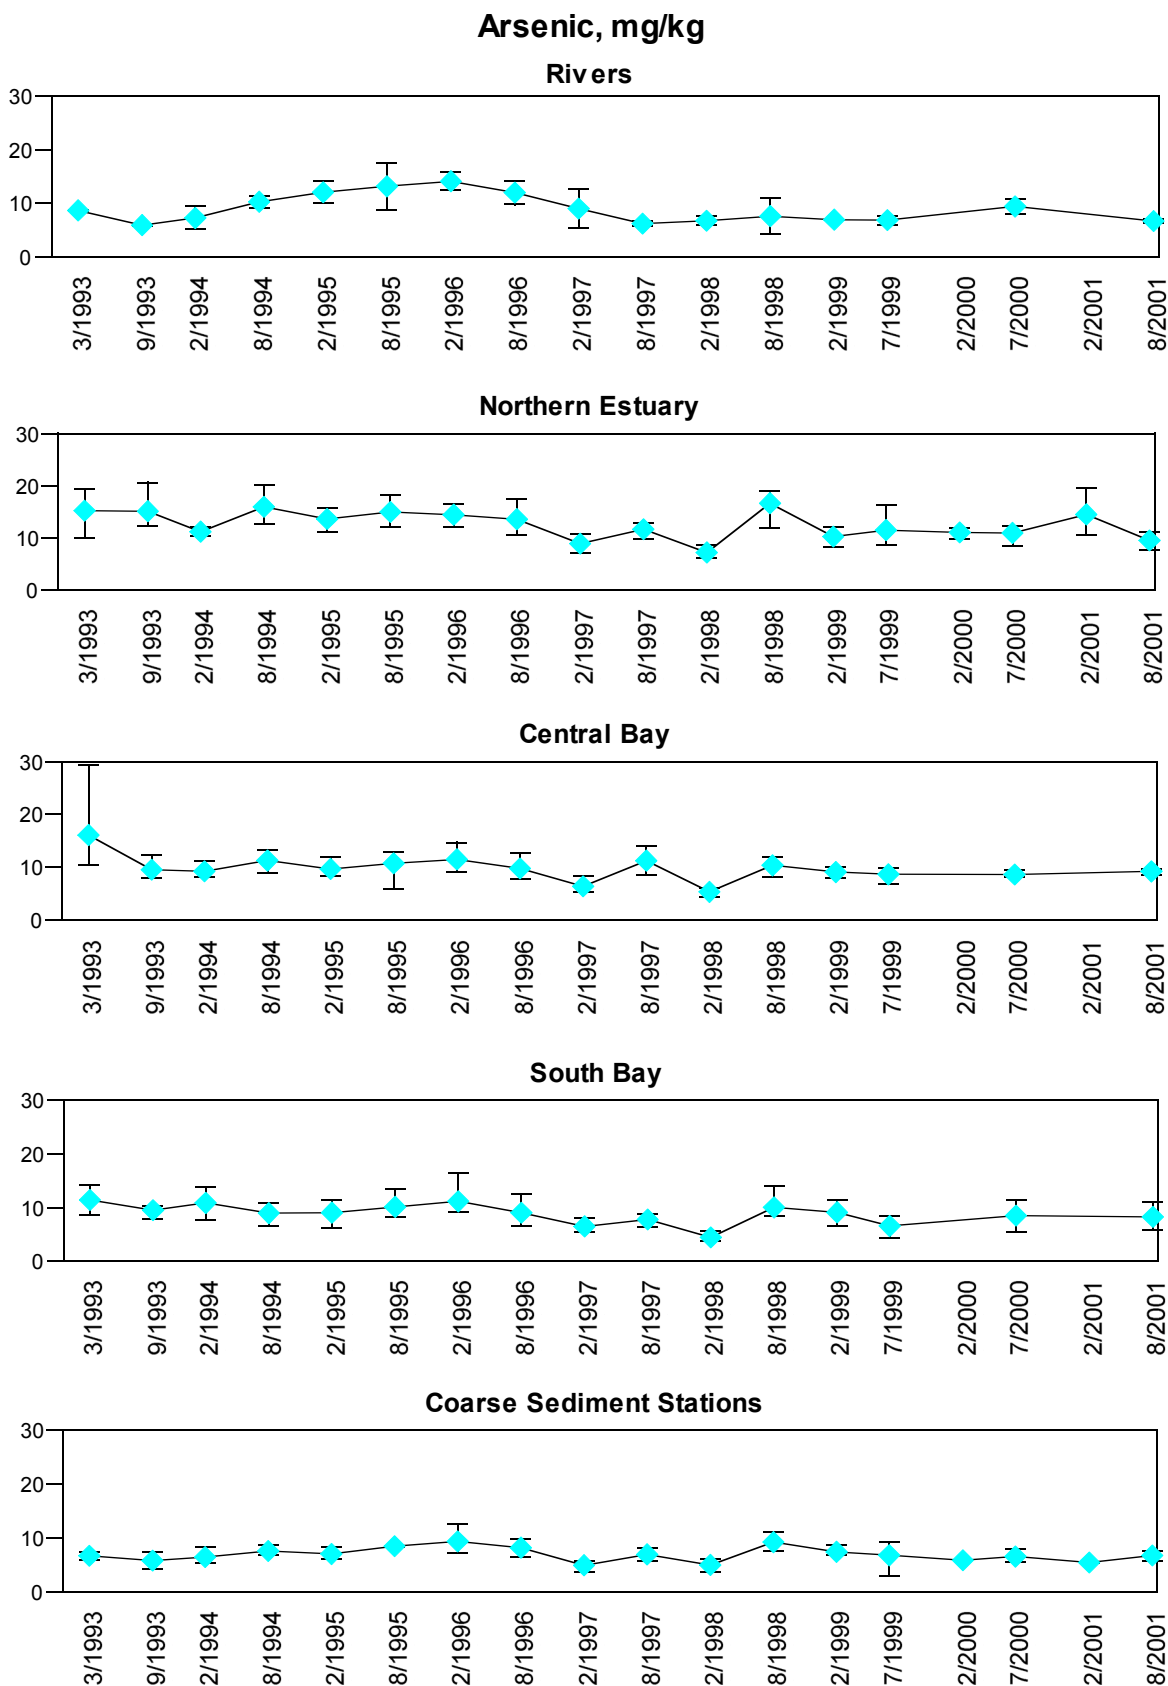 Arsenic, mg/kg
Rivers
30
20
10
0
3/1993 9/1993 2/1994 8/1994 2/1995 8/1995 2/1996 8/1996 2/1997 8/1997 2/1998 8/1998 2/1999 7/1999 2/2000 7/2000 2/2001 8/2001
Northern Estuary
30
20
10
0
3/1993 9/1993 2/1994 8/1994 2/1995 8/1995 2/1996 8/1996 2/1997 8/1997 2/1998 8/1998 2/1999 7/1999 2/2000 7/2000 2/2001 8/2001
Central Bay
30
20
10
0
3/1993 9/1993 2/1994 8/1994 2/1995 8/1995 2/1996 8/1996 2/1997 8/1997 2/1998 8/1998 2/1999 7/1999 2/2000 7/2000 2/2001 8/2001
South Bay
30
20
10
0
3/1993 9/1993 2/1994 8/1994 2/1995 8/1995 2/1996 8/1996 2/1997 8/1997 2/1998 8/1998 2/1999 7/1999 2/2000 7/2000 2/2001 8/2001
Coarse Sediment Stations
30
20
10
0
3/1993 9/1993 2/1994 8/1994 2/1995 8/1995 2/1996 8/1996 2/1997 8/1997 2/1998 8/1998 2/1999 7/1999 2/2000 7/2000 2/2001 8/2001